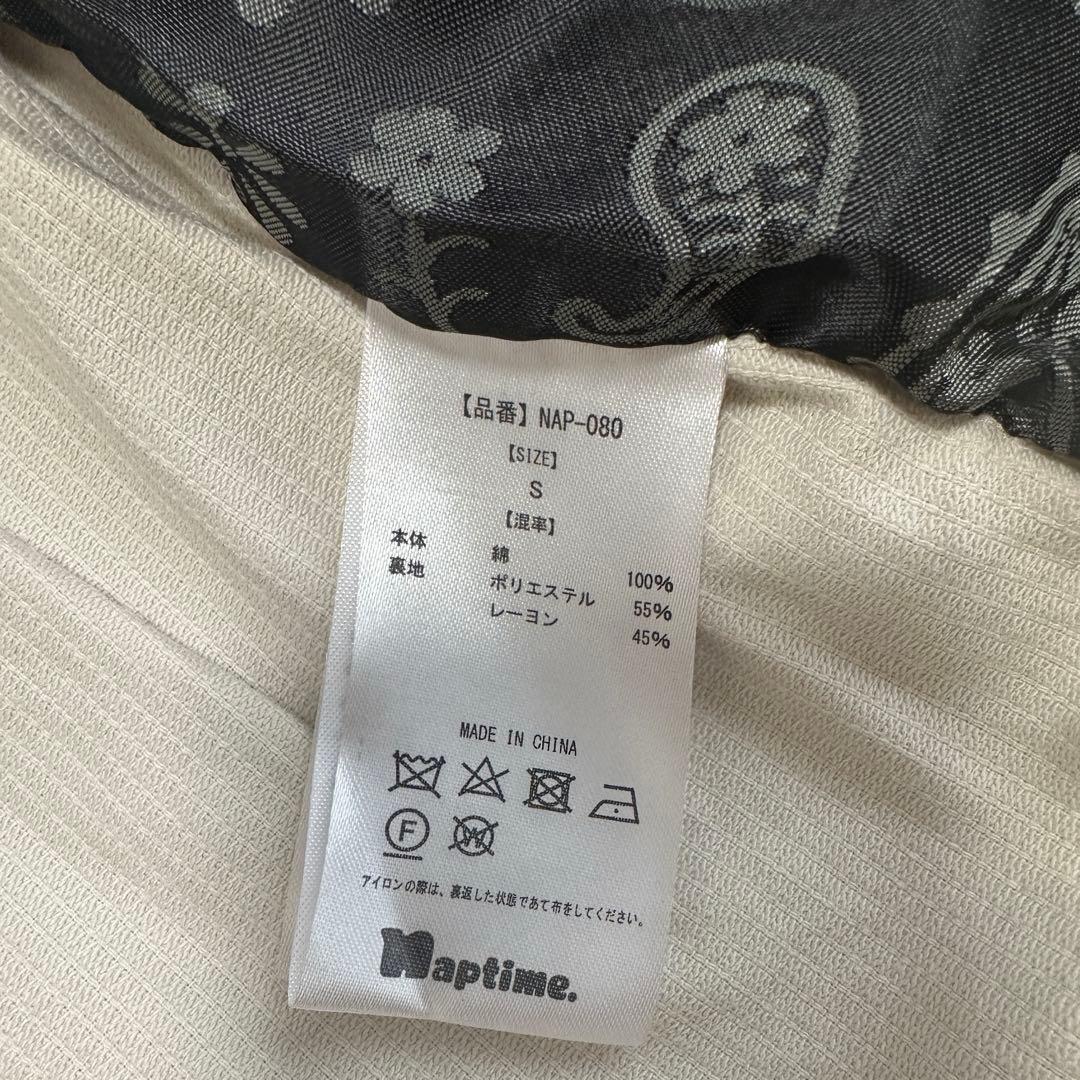 【品番】NAP-080
【SIZE】
S
【混率】
本体 綿 100%
裏地 ポリエステル 55%
レーヨン 45%
MADE IN CHINA
F W
アイロンの際は、裏返した状態であて布をしてください。
Naptime.